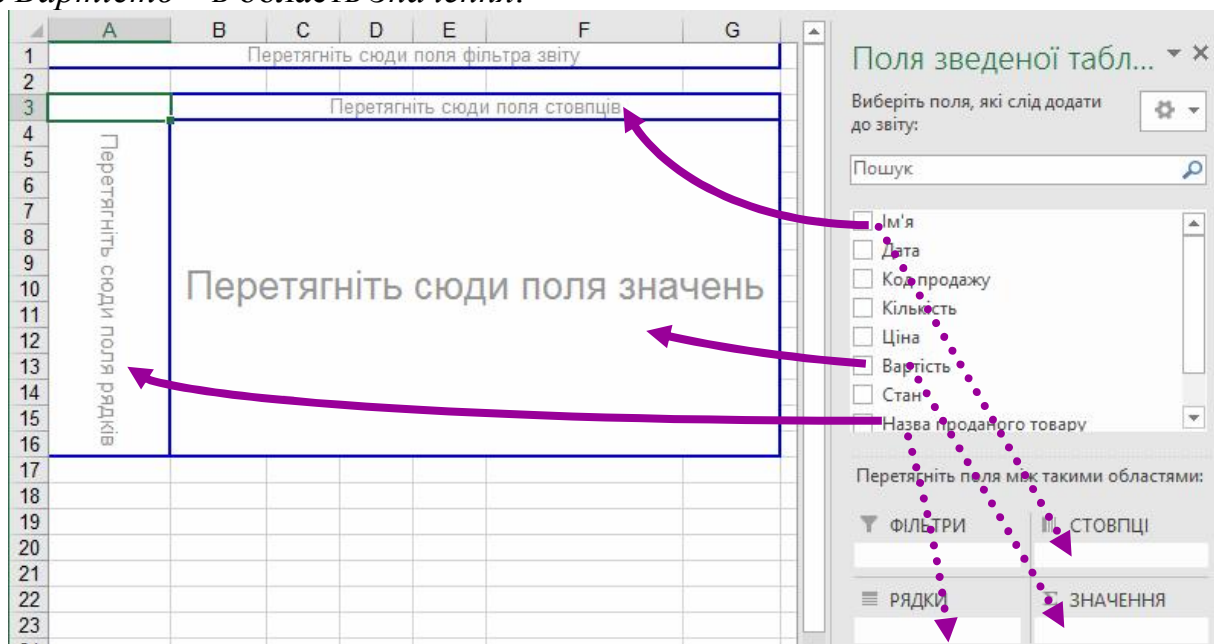 Вартість – в область Значення.
A B C D E F G
1 Перетягніть сюди поля фільтра звіту
2
3 Перетягніть сюди поля стовпців
4
5
6
7
8
9
10
11
12
13
14
15
16
17
18
19
20
21
22
23
Перетягніть сюди поля рядків
Перетягніть сюди поля значень
Поля зведеної табл...
Виберіть поля, які слід додати
до звіту:
Пошук
Ім'я
Дата
Код продажу
Кількість
Ціна
Вартість
Стан
Назва проданого товару
Перетягніть поля між такими областями:
ФІЛЬТРИ
СТОВПЦІ
РЯДКИ
Σ ЗНАЧЕННЯ